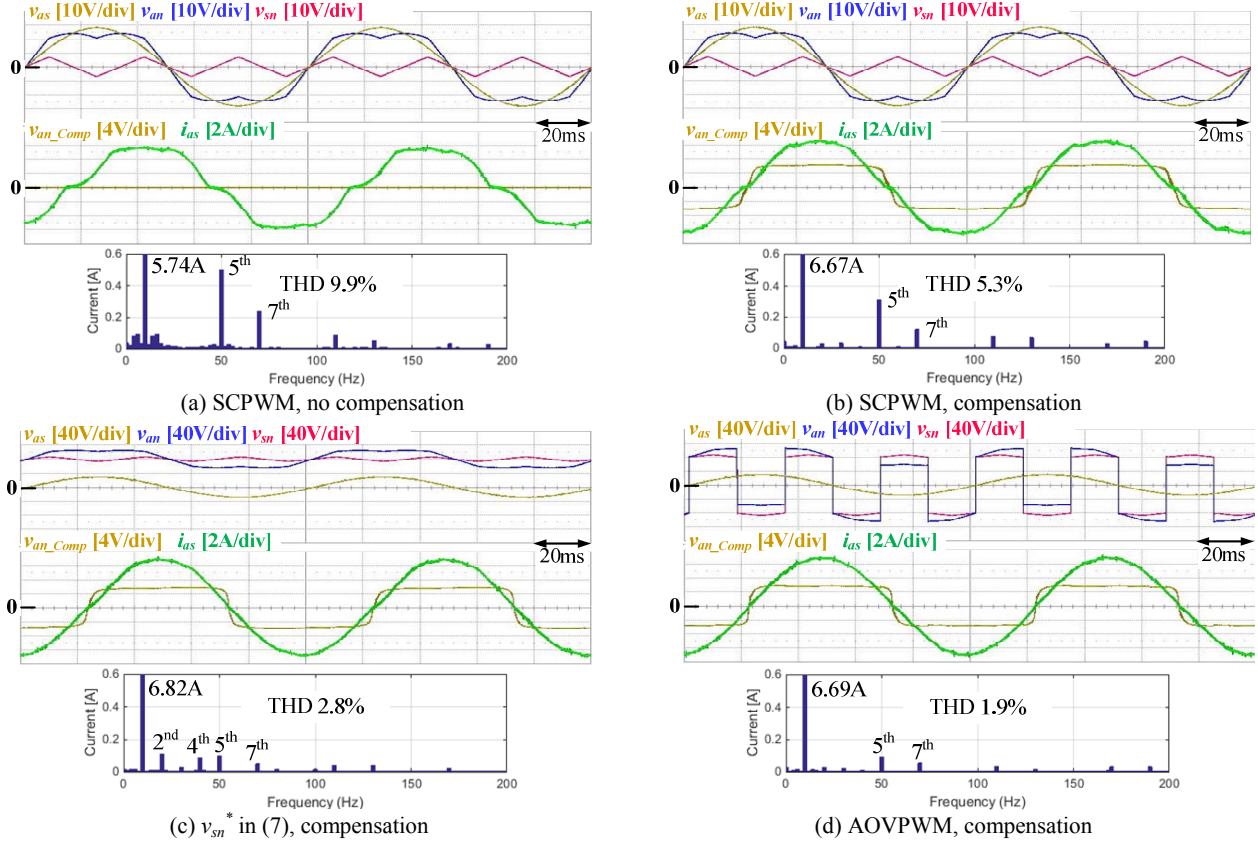 v_as [10V/div] v_an [10V/div] v_sn [10V/div]
0
20ms
v_an_Comp [4V/div] i_as [2A/div]
0
0.6
0.4
0.2
0
Current [A]
5.74A
5th
7th
THD 9.9%
0 50 100 150 200
Frequency (Hz)
(a) SCPWM, no compensation
v_as [10V/div] v_an [10V/div] v_sn [10V/div]
0
20ms
v_an_Comp [4V/div] i_as [2A/div]
0
0.6
0.4
0.2
0
Current [A]
6.67A
5th
7th
THD 5.3%
0 50 100 150 200
Frequency (Hz)
(b) SCPWM, compensation
v_as [40V/div] v_an [40V/div] v_sn [40V/div]
0
20ms
v_an_Comp [4V/div] i_as [2A/div]
0
0.6
0.4
0.2
0
Current [A]
6.82A
2nd
4th
5th
7th
THD 2.8%
0 50 100 150 200
Frequency (Hz)
(c) v_sn* in (7), compensation
v_as [40V/div] v_an [40V/div] v_sn [40V/div]
0
20ms
v_an_Comp [4V/div] i_as [2A/div]
0
0.6
0.4
0.2
0
Current [A]
6.69A
5th
7th
THD 1.9%
0 50 100 150 200
Frequency (Hz)
(d) AOVPWM, compensation